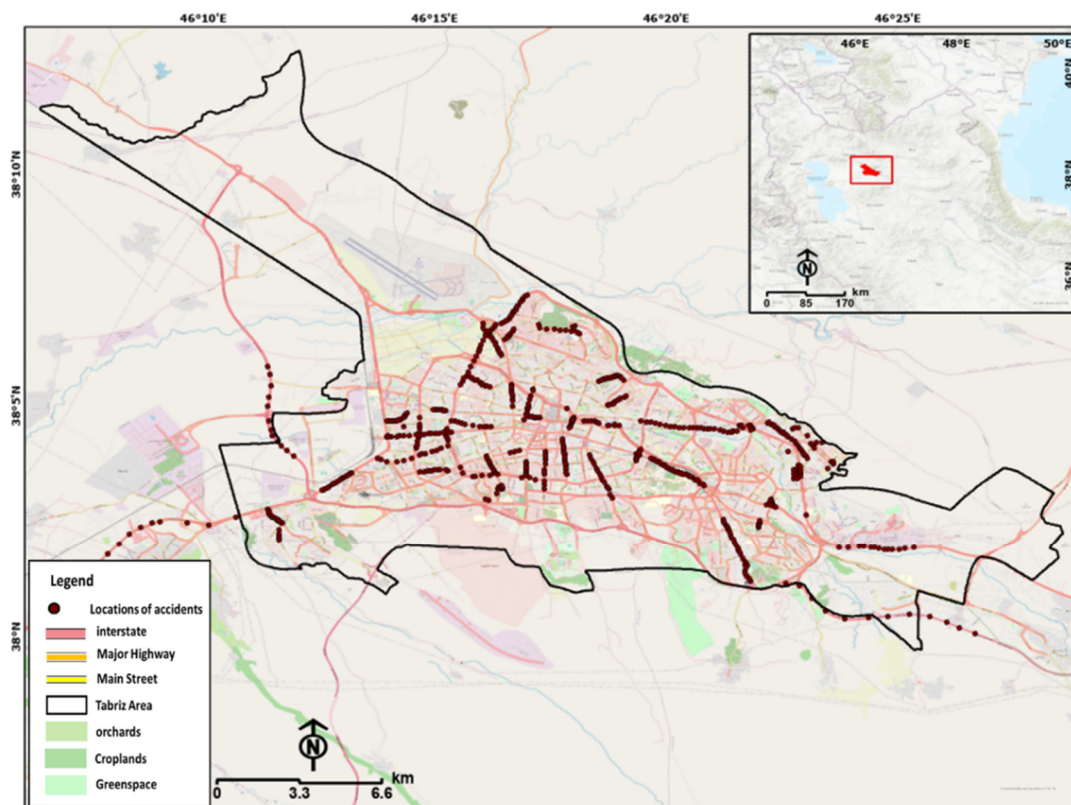 46°10'E 46°15'E 46°20'E 46°25'E
38°10'N
38°5'N
38°N
46°E 48°E 50°E
40°N
38°N
36°N
N
km
0 85 170
Legend
Locations of accidents
interstate
Major Highway
Main Street
Tabriz Area
orchards
Croplands
Greenspace
N
km
0 3.3 6.6